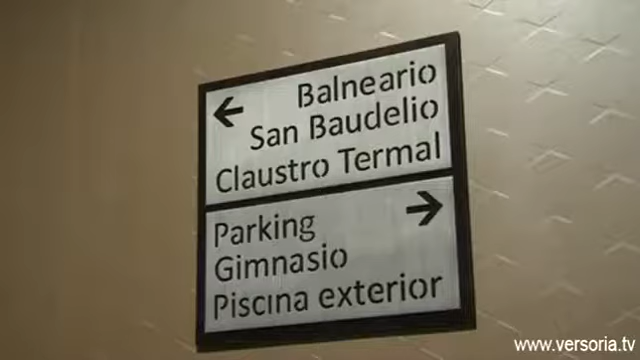 Balneario
San Baudelio
Claustro Termal
Parking
Gimnasio
Piscina exterior
www.versoria.tv